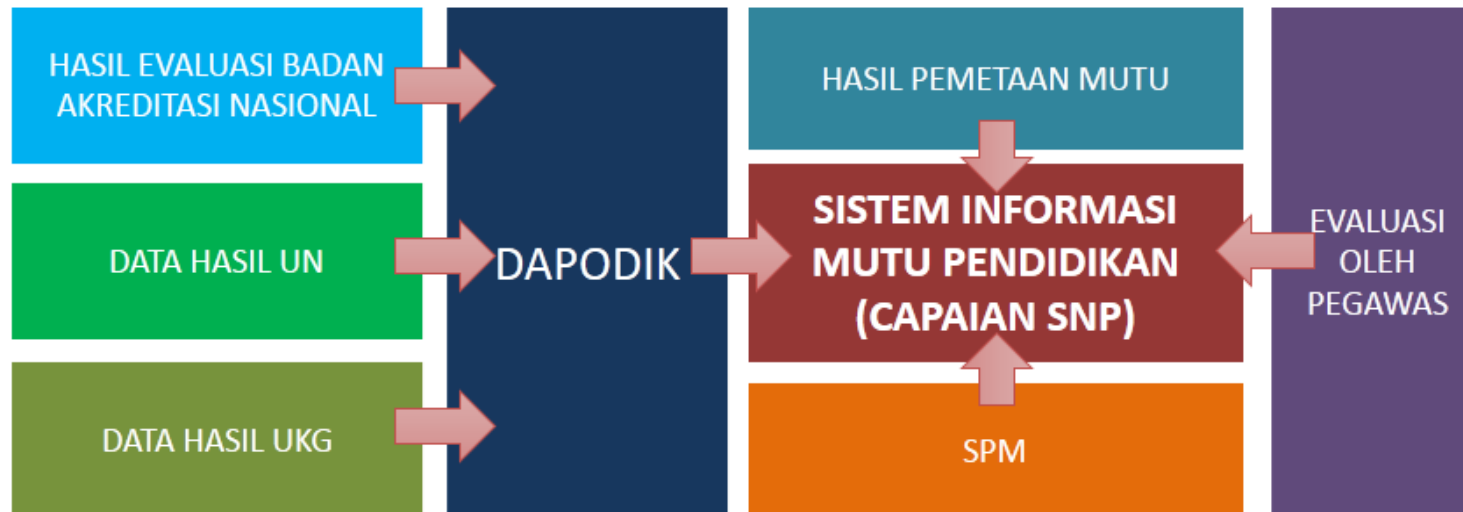 HASIL EVALUASI BADAN
AKREDITASI NASIONAL
DATA HASIL UN
DATA HASIL UKG
DAPODIK
HASIL PEMETAAN MUTU
SISTEM INFORMASI
MUTU PENDIDIKAN
(CAPAIAN SNP)
SPM
EVALUASI
OLEH
PEGAWAS